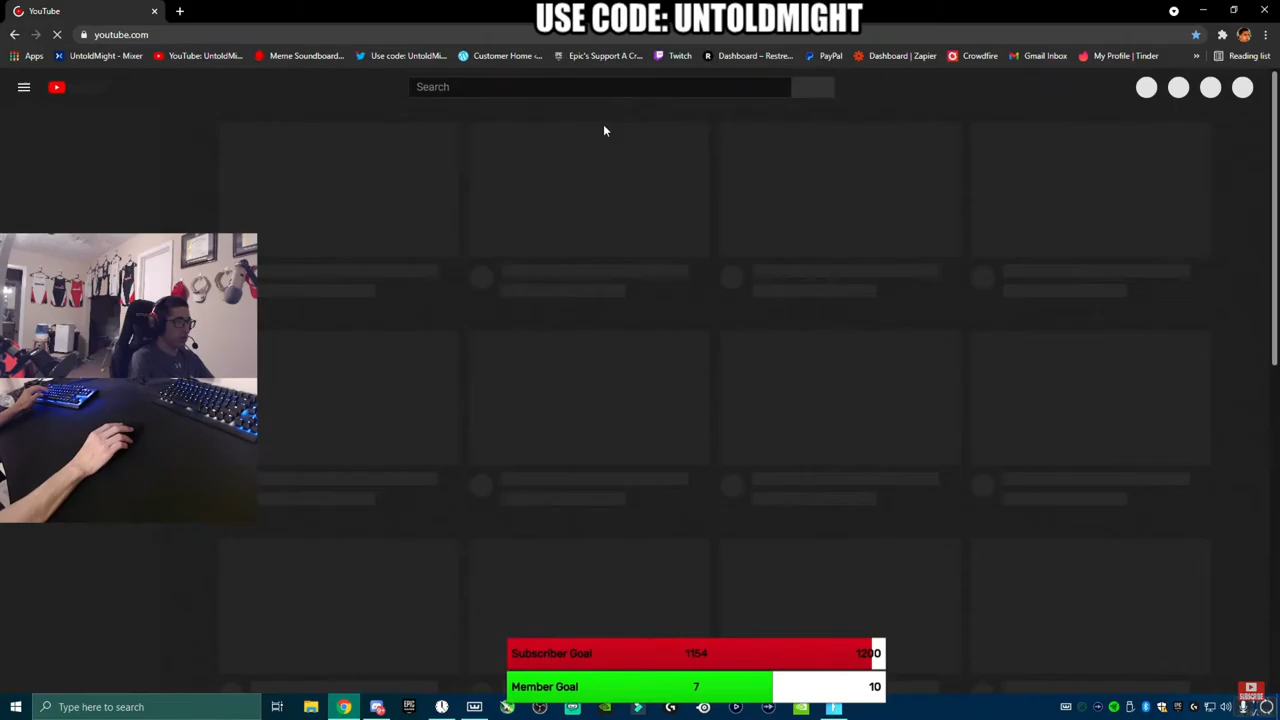 YouTube
USE CODE: UNTOLDMIGHT
youtube.com
Apps
UntoldMight - Mixer
YouTube: UntoldMi...
Meme Soundboard...
Use code: UntoldMi...
Customer Home <...
Epic's Support A Cr...
Twitch
Dashboard – Restre...
PayPal
Dashboard | Zapier
Crowdfire
Gmail Inbox
My Profile | Tinder
»
Reading list
Search
Subscriber Goal 1154 1200
Member Goal 7 10
SUBSCRIBE
Type here to search